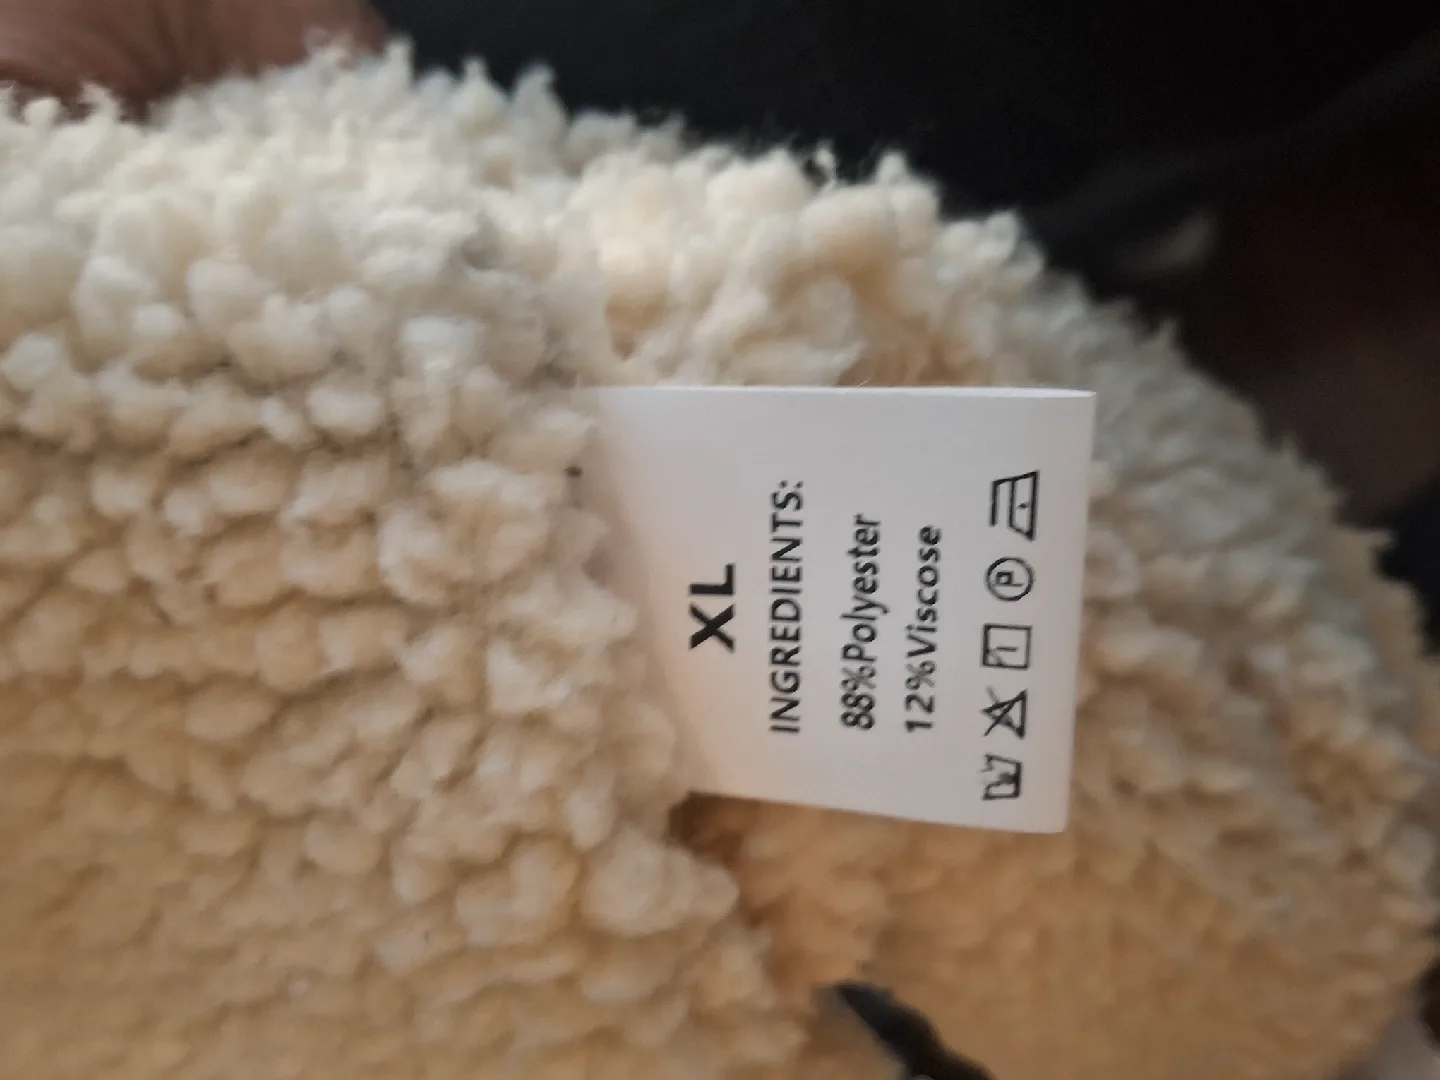 XL
INGREDIENTS:
88%Polyester
12%Viscose
P